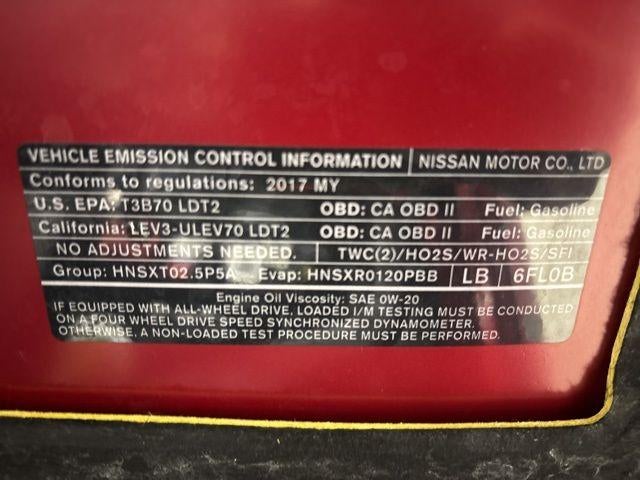 VEHICLE EMISSION CONTROL INFORMATION NISSAN MOTOR CO., LTD
Conforms to regulations: 2017 MY
U.S. EPA: T3B70 LDT2 OBD: CA OBD II Fuel: Gasoline
California: LEV3-ULEV70 LDT2 OBD: CA OBD II Fuel: Gasoline
NO ADJUSTMENTS NEEDED. TWC(2)/HO2S/WR-HO2S/SFI
Group: HNSXT02.5P5A Evap: HNSXR0120PBB LB 6FL0B
Engine Oil Viscosity: SAE 0W-20
IF EQUIPPED WITH ALL-WHEEL DRIVE, LOADED I/M TESTING MUST BE CONDUCTED
ON A FOUR WHEEL DRIVE SPEED SYNCHRONIZED DYNAMOMETER.
OTHERWISE, A NON-LOADED TEST PROCEDURE MUST BE PERFORMED.